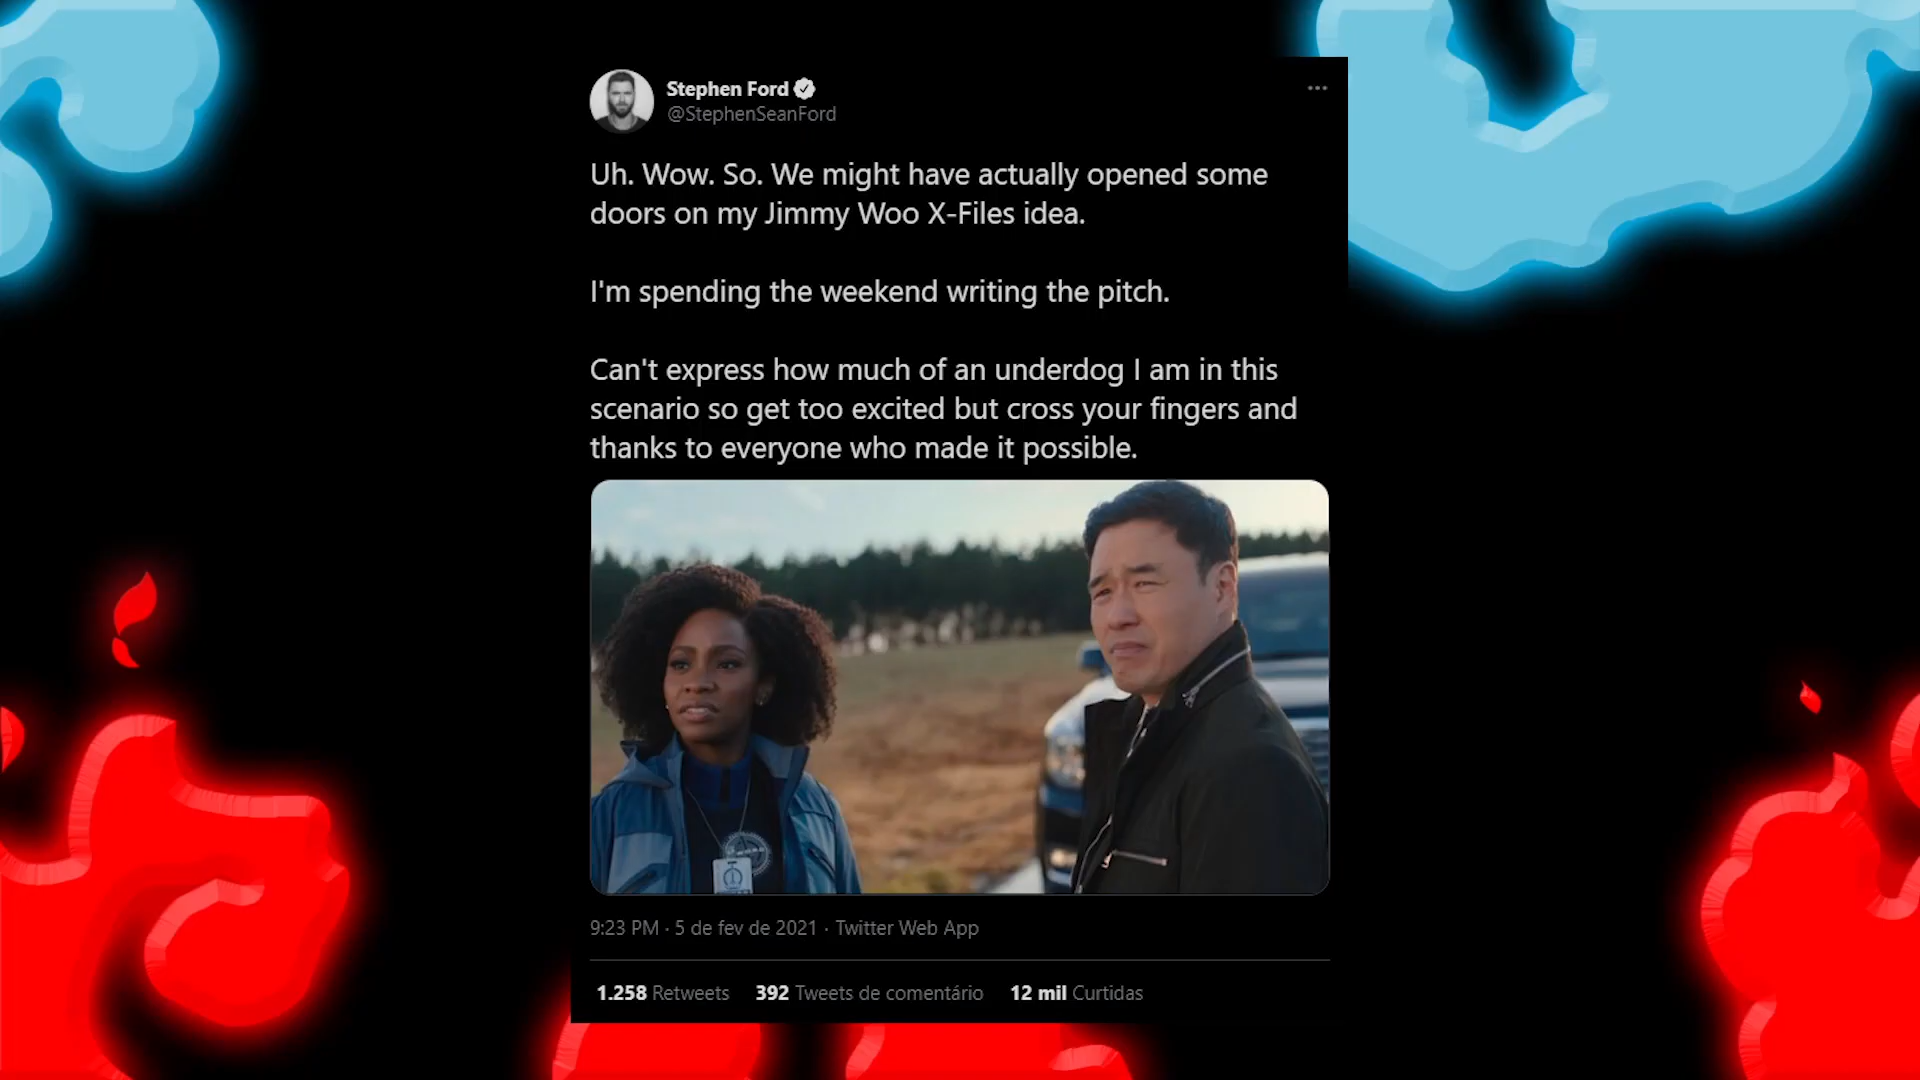 Stephen Ford
@StephenSeanFord
Uh. Wow. So. We might have actually opened some
doors on my Jimmy Woo X-Files idea.
I'm spending the weekend writing the pitch.
Can't express how much of an underdog I am in this
scenario so get too excited but cross your fingers and
thanks to everyone who made it possible.
9:23 PM · 5 de fev de 2021 · Twitter Web App
1.258 Retweets 392 Tweets de comentário 12 mil Curtidas